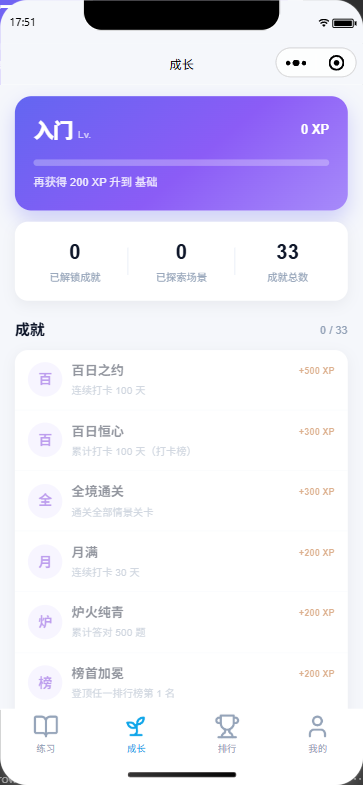 17:51
成长
入门 Lv.
0 XP
再获得 200 XP 升到 基础
0
已解锁成就
0
已探索场景
33
成就总数
成就
0 / 33
百
百日之约
+500 XP
连续打卡 100 天
百
百日恒心
+300 XP
累计打卡 100 天（打卡榜）
全
全境通关
+300 XP
通关全部情景关卡
月
月满
+200 XP
连续打卡 30 天
炉
炉火纯青
+200 XP
累计答对 500 题
榜
榜首加冕
+200 XP
登顶任一排行榜第 1 名
练习
成长
排行
我的